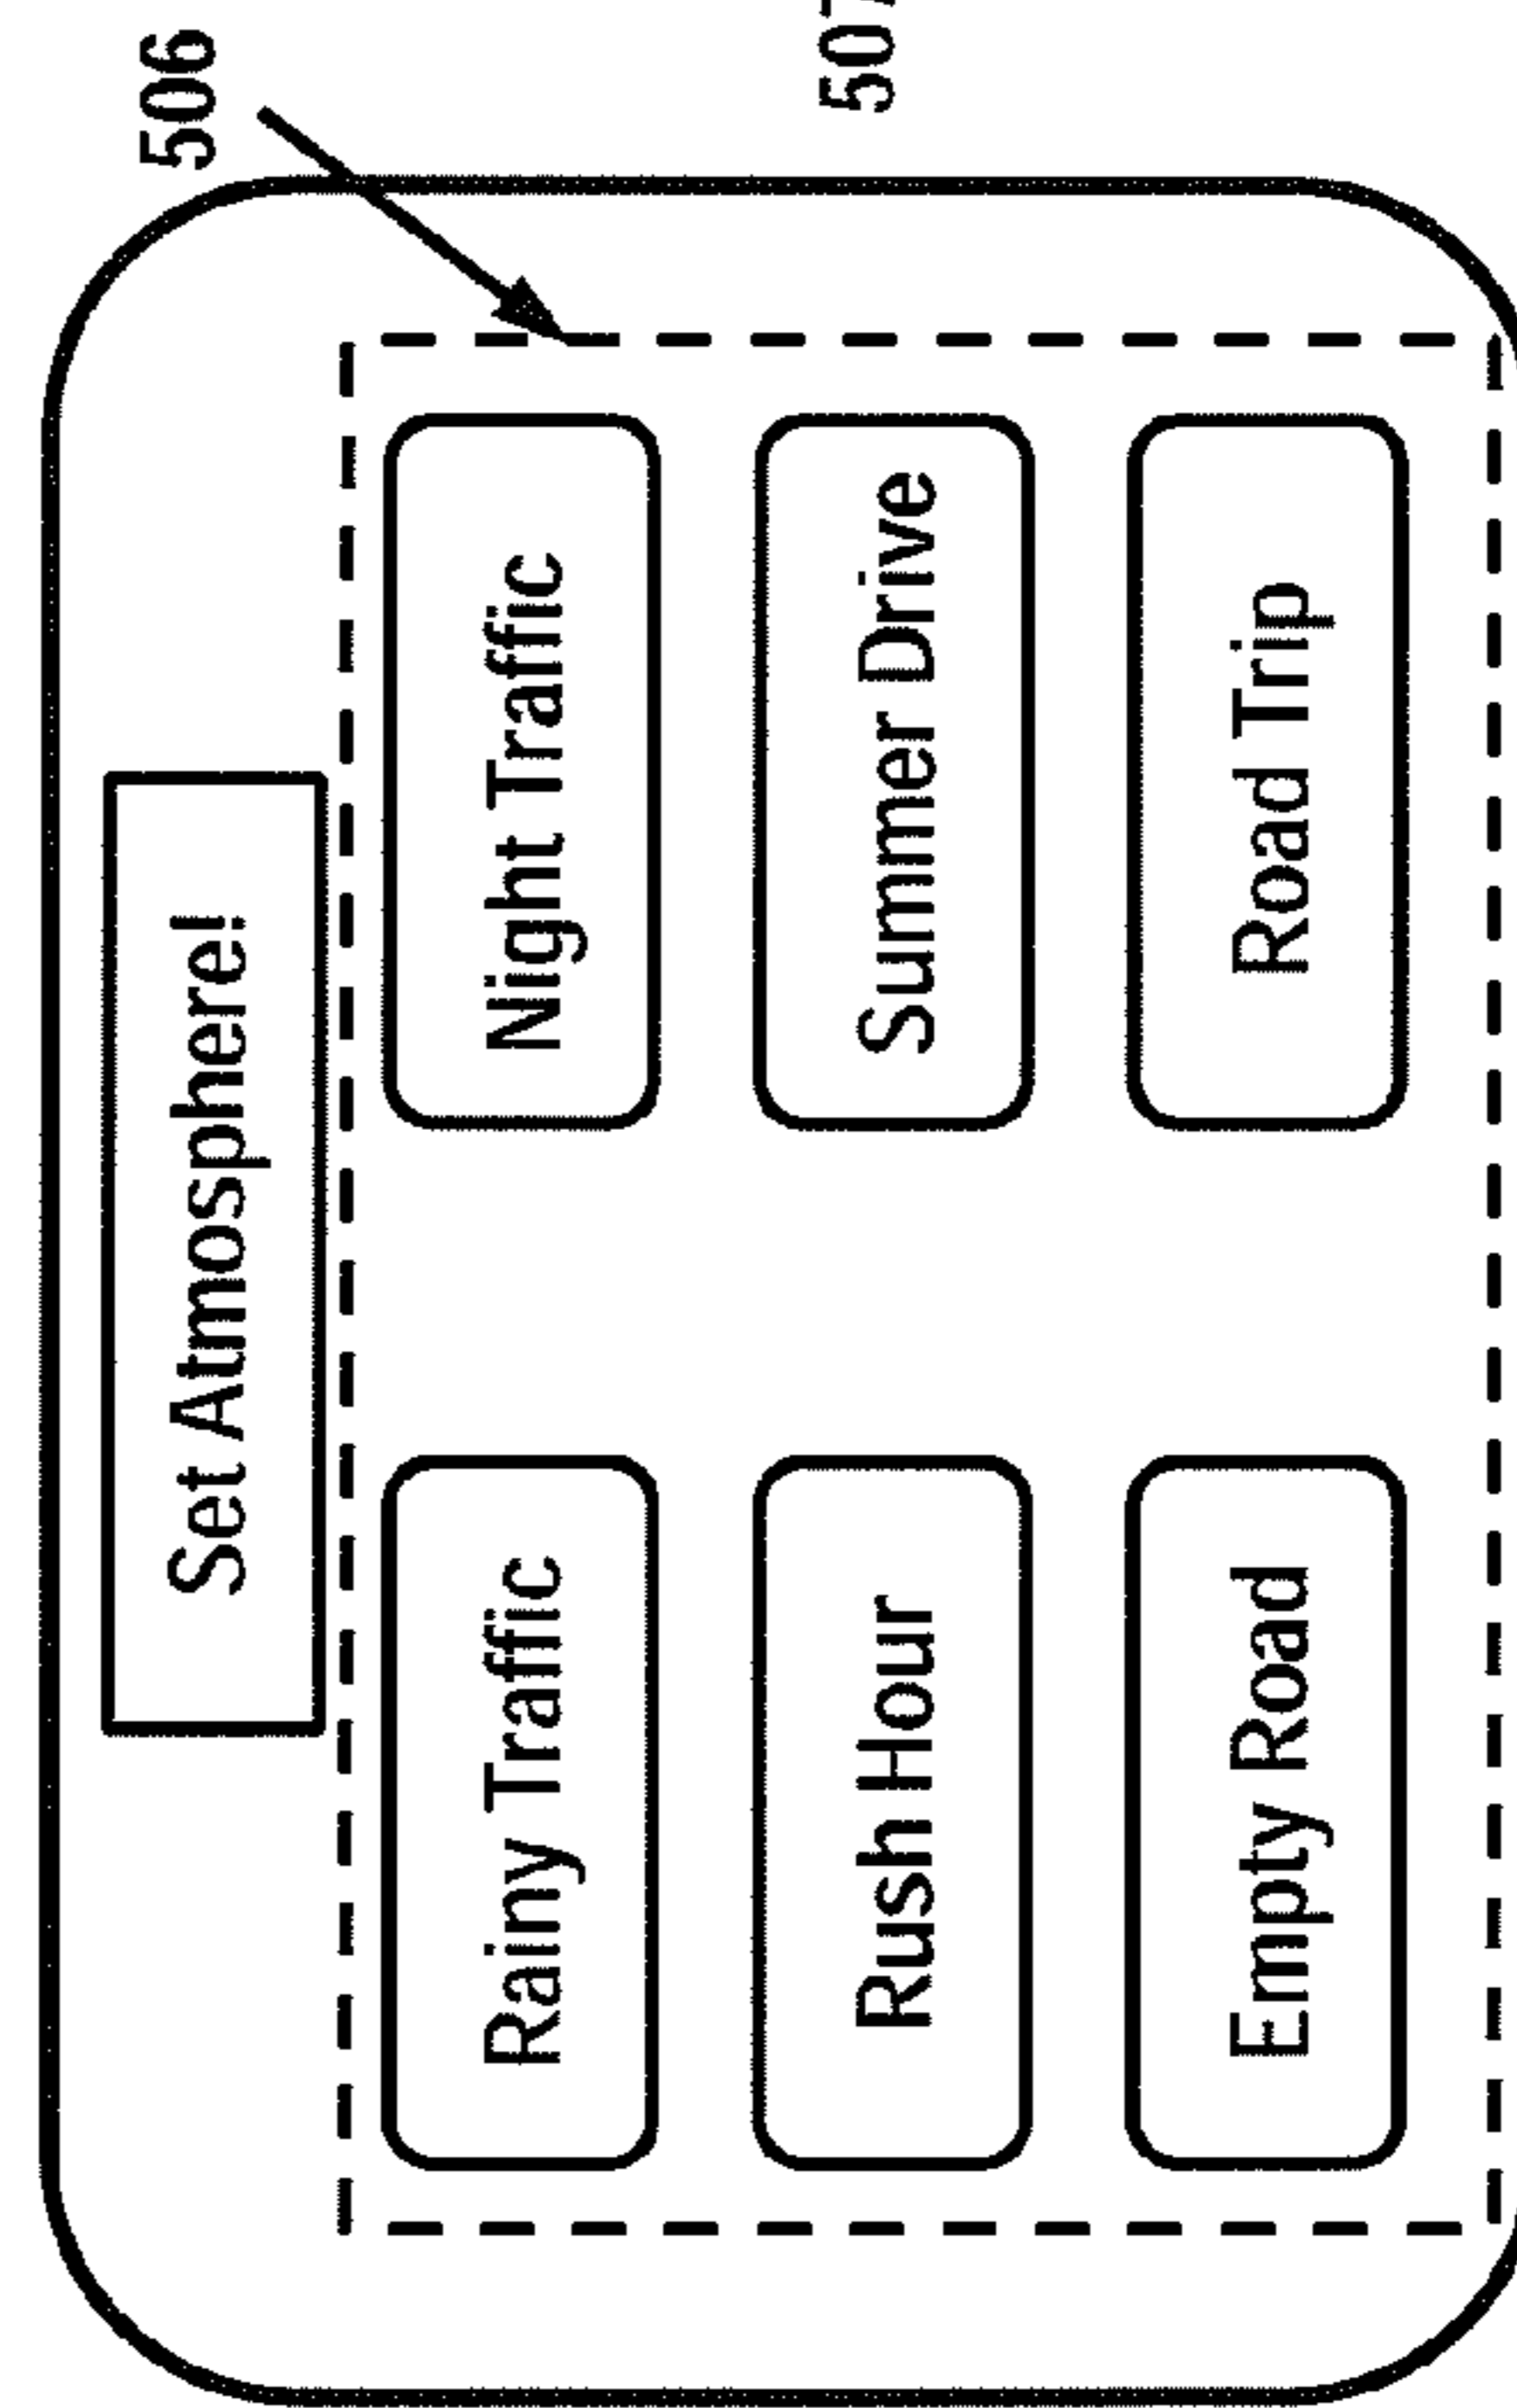 Set Atmosphere!
506
Rainy Traffic
Night Traffic
Rush Hour
Summer Drive
Empty Road
Road Trip